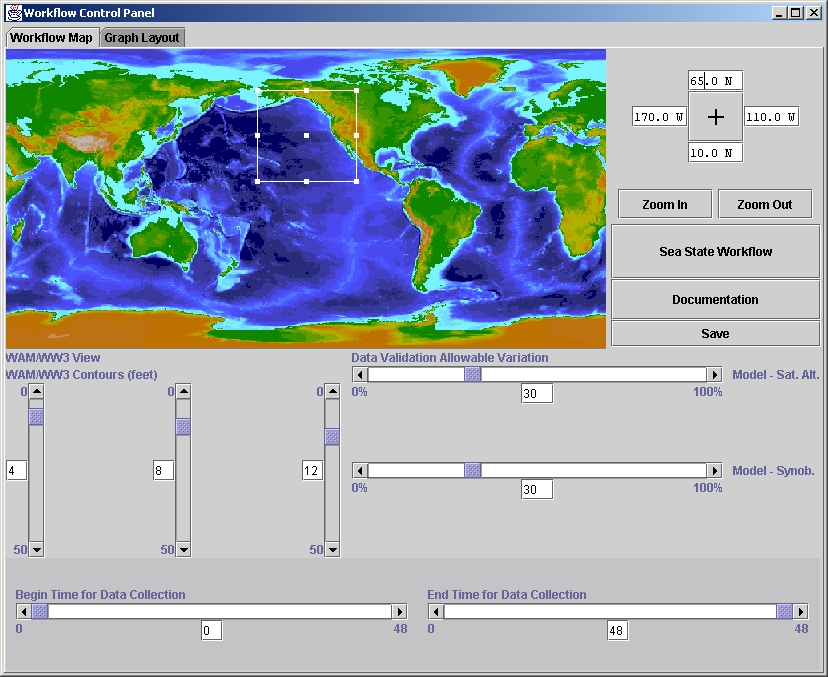 Workflow Control Panel
Workflow Map Graph Layout
65.0 N
170.0 W 110.0 W
10.0 N
Zoom In Zoom Out
Sea State Workflow
Documentation
Save
WAM/WW3 View
WAM/WW3 Contours (feet)
0 0 0
4 8 12
50 50 50
Data Validation Allowable Variation
Model - Sat. Alt.
0% 30 100%
Model - Synob.
0% 30 100%
Begin Time for Data Collection
0 0 48
End Time for Data Collection
0 48 48